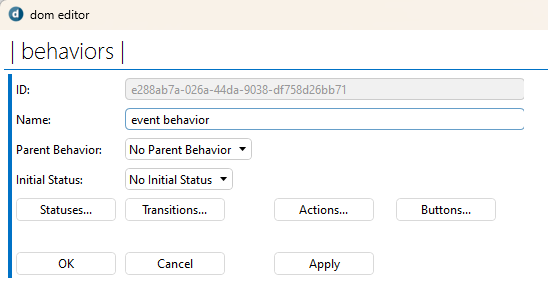 dom editor
| behaviors |
ID: e288ab7a-026a-44da-9038-df758d26bb71
Name: event behavior
Parent Behavior: No Parent Behavior
Initial Status: No Initial Status
Statuses... Transitions... Actions... Buttons...
OK Cancel Apply